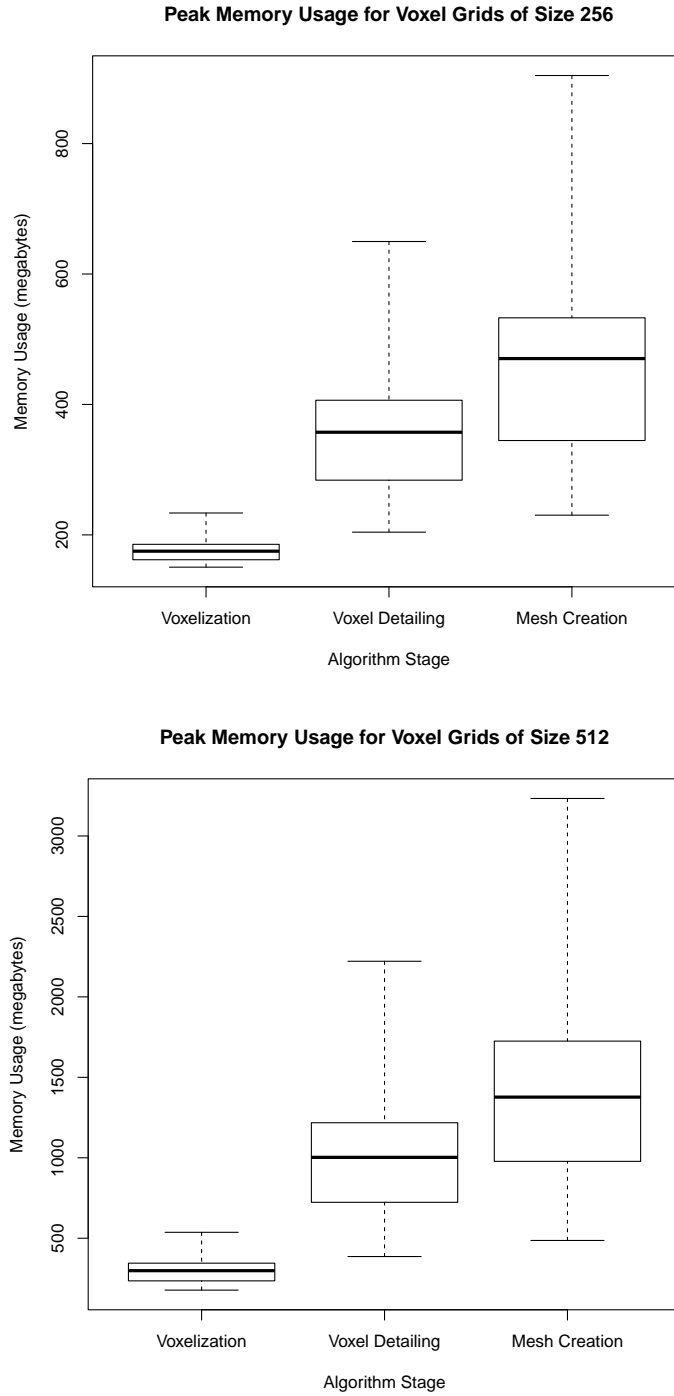 Peak Memory Usage for Voxel Grids of Size 256
Memory Usage (megabytes)
800
600
400
200
Voxelization
Voxel Detailing
Mesh Creation
Algorithm Stage
Peak Memory Usage for Voxel Grids of Size 512
Memory Usage (megabytes)
3000
2500
2000
1500
1000
500
Voxelization
Voxel Detailing
Mesh Creation
Algorithm Stage